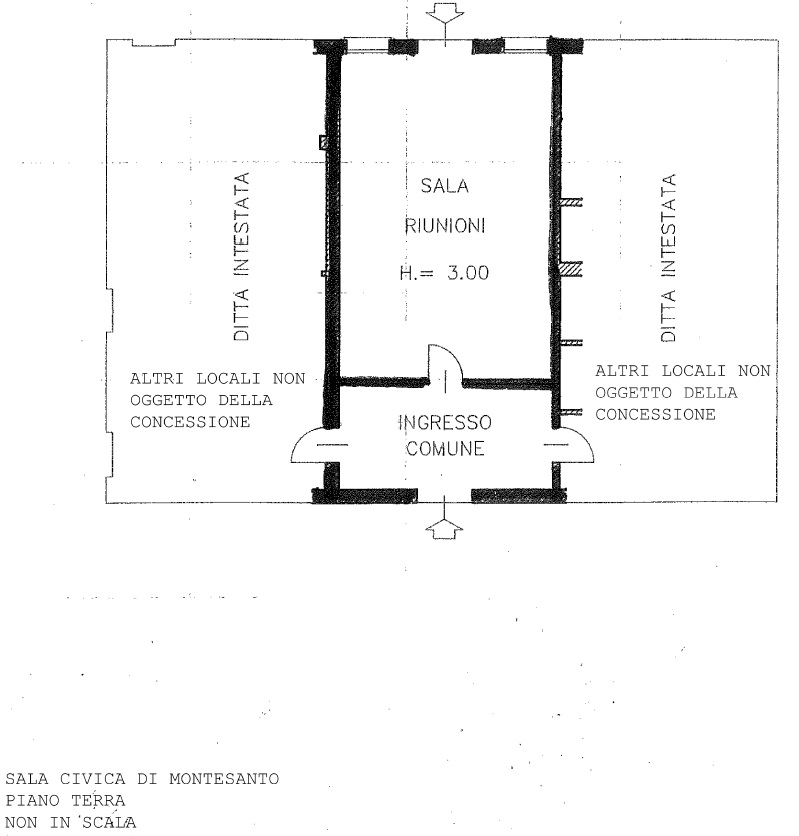 SALA
RIUNIONI
H.= 3.00
DITTA INTESTATA
DITTA INTESTATA
ALTRI LOCALI NON
OGGETTO DELLA
CONCESSIONE
ALTRI LOCALI NON
OGGETTO DELLA
CONCESSIONE
INGRESSO
COMUNE
SALA CIVICA DI MONTESANTO
PIANO TERRA
NON IN SCALA